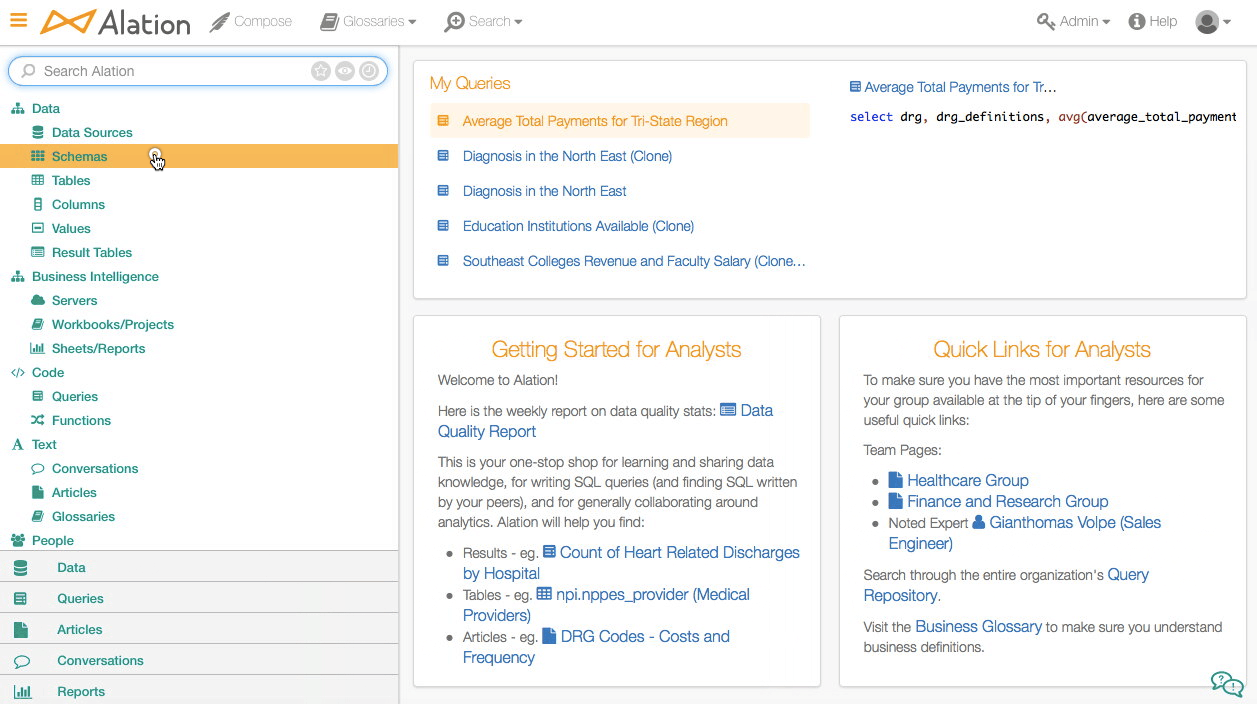 Alation
Compose
Glossaries
Search
Admin
Help
Search Alation
Data
Data Sources
Schemas
Tables
Columns
Values
Result Tables
Business Intelligence
Servers
Workbooks/Projects
Sheets/Reports
Code
Queries
Functions
Text
Conversations
Articles
Glossaries
People
Data
Queries
Articles
Conversations
Reports
My Queries
Average Total Payments for Tri-State Region
Diagnosis in the North East (Clone)
Diagnosis in the North East
Education Institutions Available (Clone)
Southeast Colleges Revenue and Faculty Salary (Clone...
Average Total Payments for Tr...
select drg, drg_definitions, avg(average_total_payment
Getting Started for Analysts
Welcome to Alation!
Here is the weekly report on data quality stats: Data
Quality Report
This is your one-stop shop for learning and sharing data
knowledge, for writing SQL queries (and finding SQL written
by your peers), and for generally collaborating around
analytics. Alation will help you find:
Results - eg. Count of Heart Related Discharges
by Hospital
Tables - eg. npi.nppes_provider (Medical
Providers)
Articles - eg. DRG Codes - Costs and
Frequency
Quick Links for Analysts
To make sure you have the most important resources for
your group available at the tip of your fingers, here are some
useful quick links:
Team Pages:
Healthcare Group
Finance and Research Group
Noted Expert Gianthomas Volpe (Sales
Engineer)
Search through the entire organization's Query
Repository.
Visit the Business Glossary to make sure you understand
business definitions.